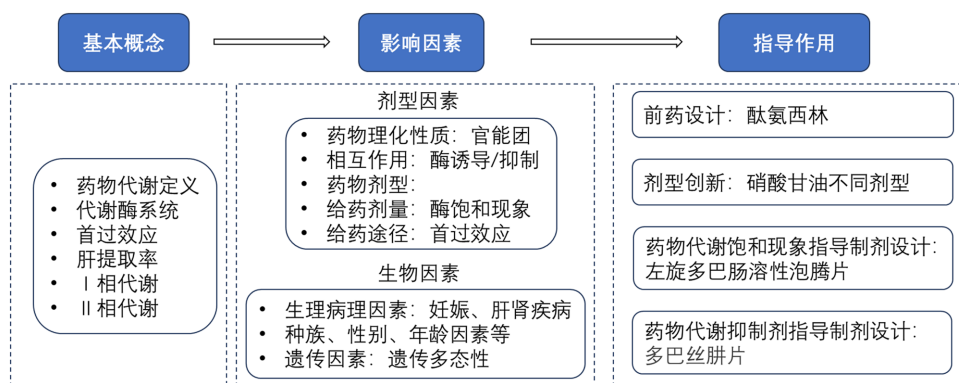 基本概念
影响因素
指导作用
• 药物代谢定义
• 代谢酶系统
• 首过效应
• 肝提取率
• Ⅰ相代谢
• Ⅱ相代谢
剂型因素
• 药物理化性质：官能团
• 相互作用：酶诱导/抑制
• 药物剂型：
• 给药剂量：酶饱和现象
• 给药途径：首过效应
生物因素
• 生理病理因素：妊娠、肝肾疾病
• 种族、性别、年龄因素等
• 遗传因素：遗传多态性
前药设计：酞氨西林
剂型创新：硝酸甘油不同剂型
药物代谢饱和现象指导制剂设计：
左旋多巴肠溶性泡腾片
药物代谢抑制剂指导制剂设计：
多巴丝肼片